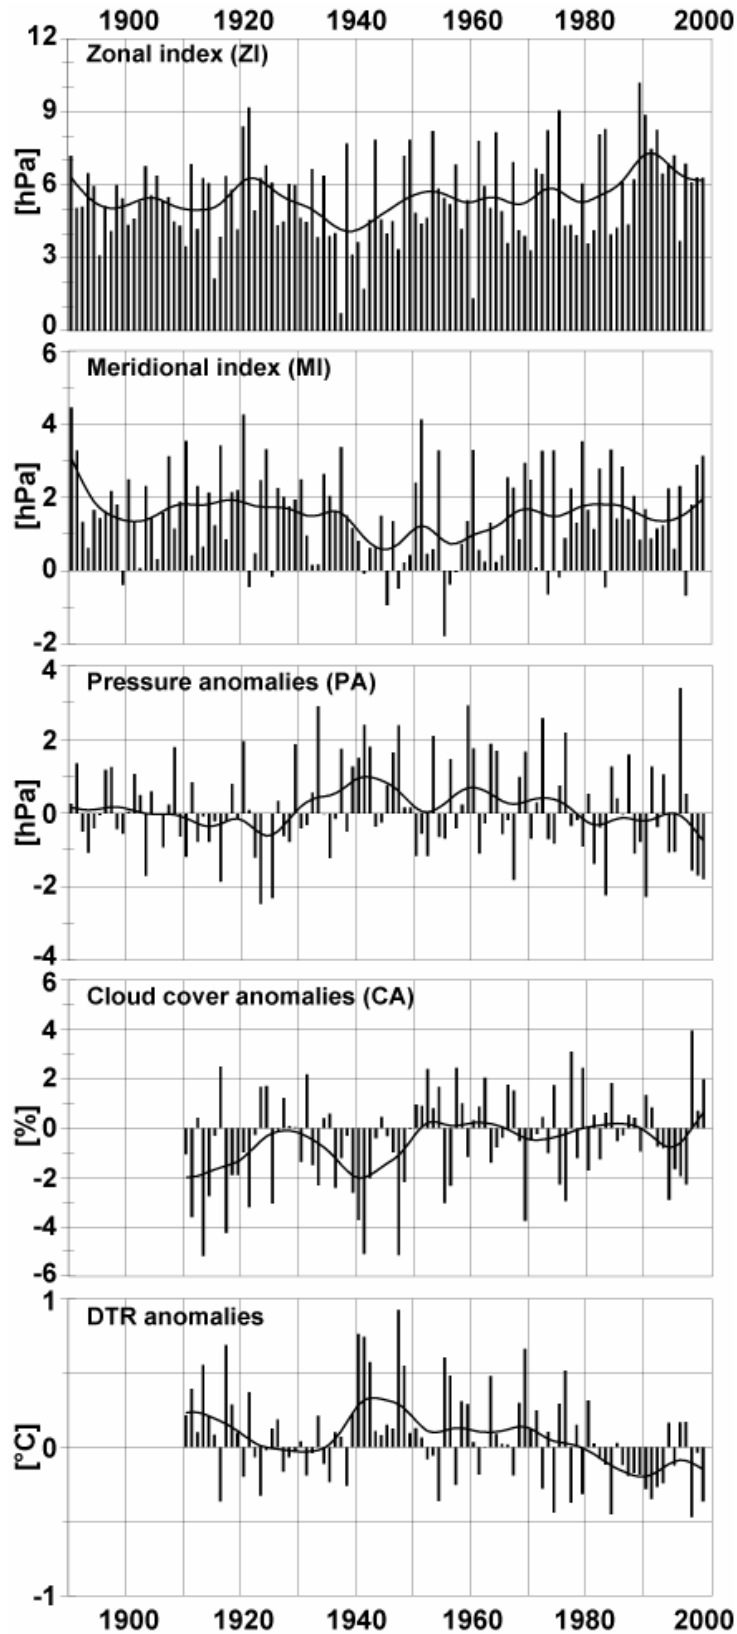 1900 1920 1940 1960 1980 2000
12
Zonal index (ZI)
9
[hPa]
6
3
0
6
Meridional index (MI)
4
[hPa]
2
0
-2
4
Pressure anomalies (PA)
2
[hPa]
0
-2
-4
6
Cloud cover anomalies (CA)
4
2
[%]
0
-2
-4
-6
1
DTR anomalies
[°C]
0
-1
1900 1920 1940 1960 1980 2000